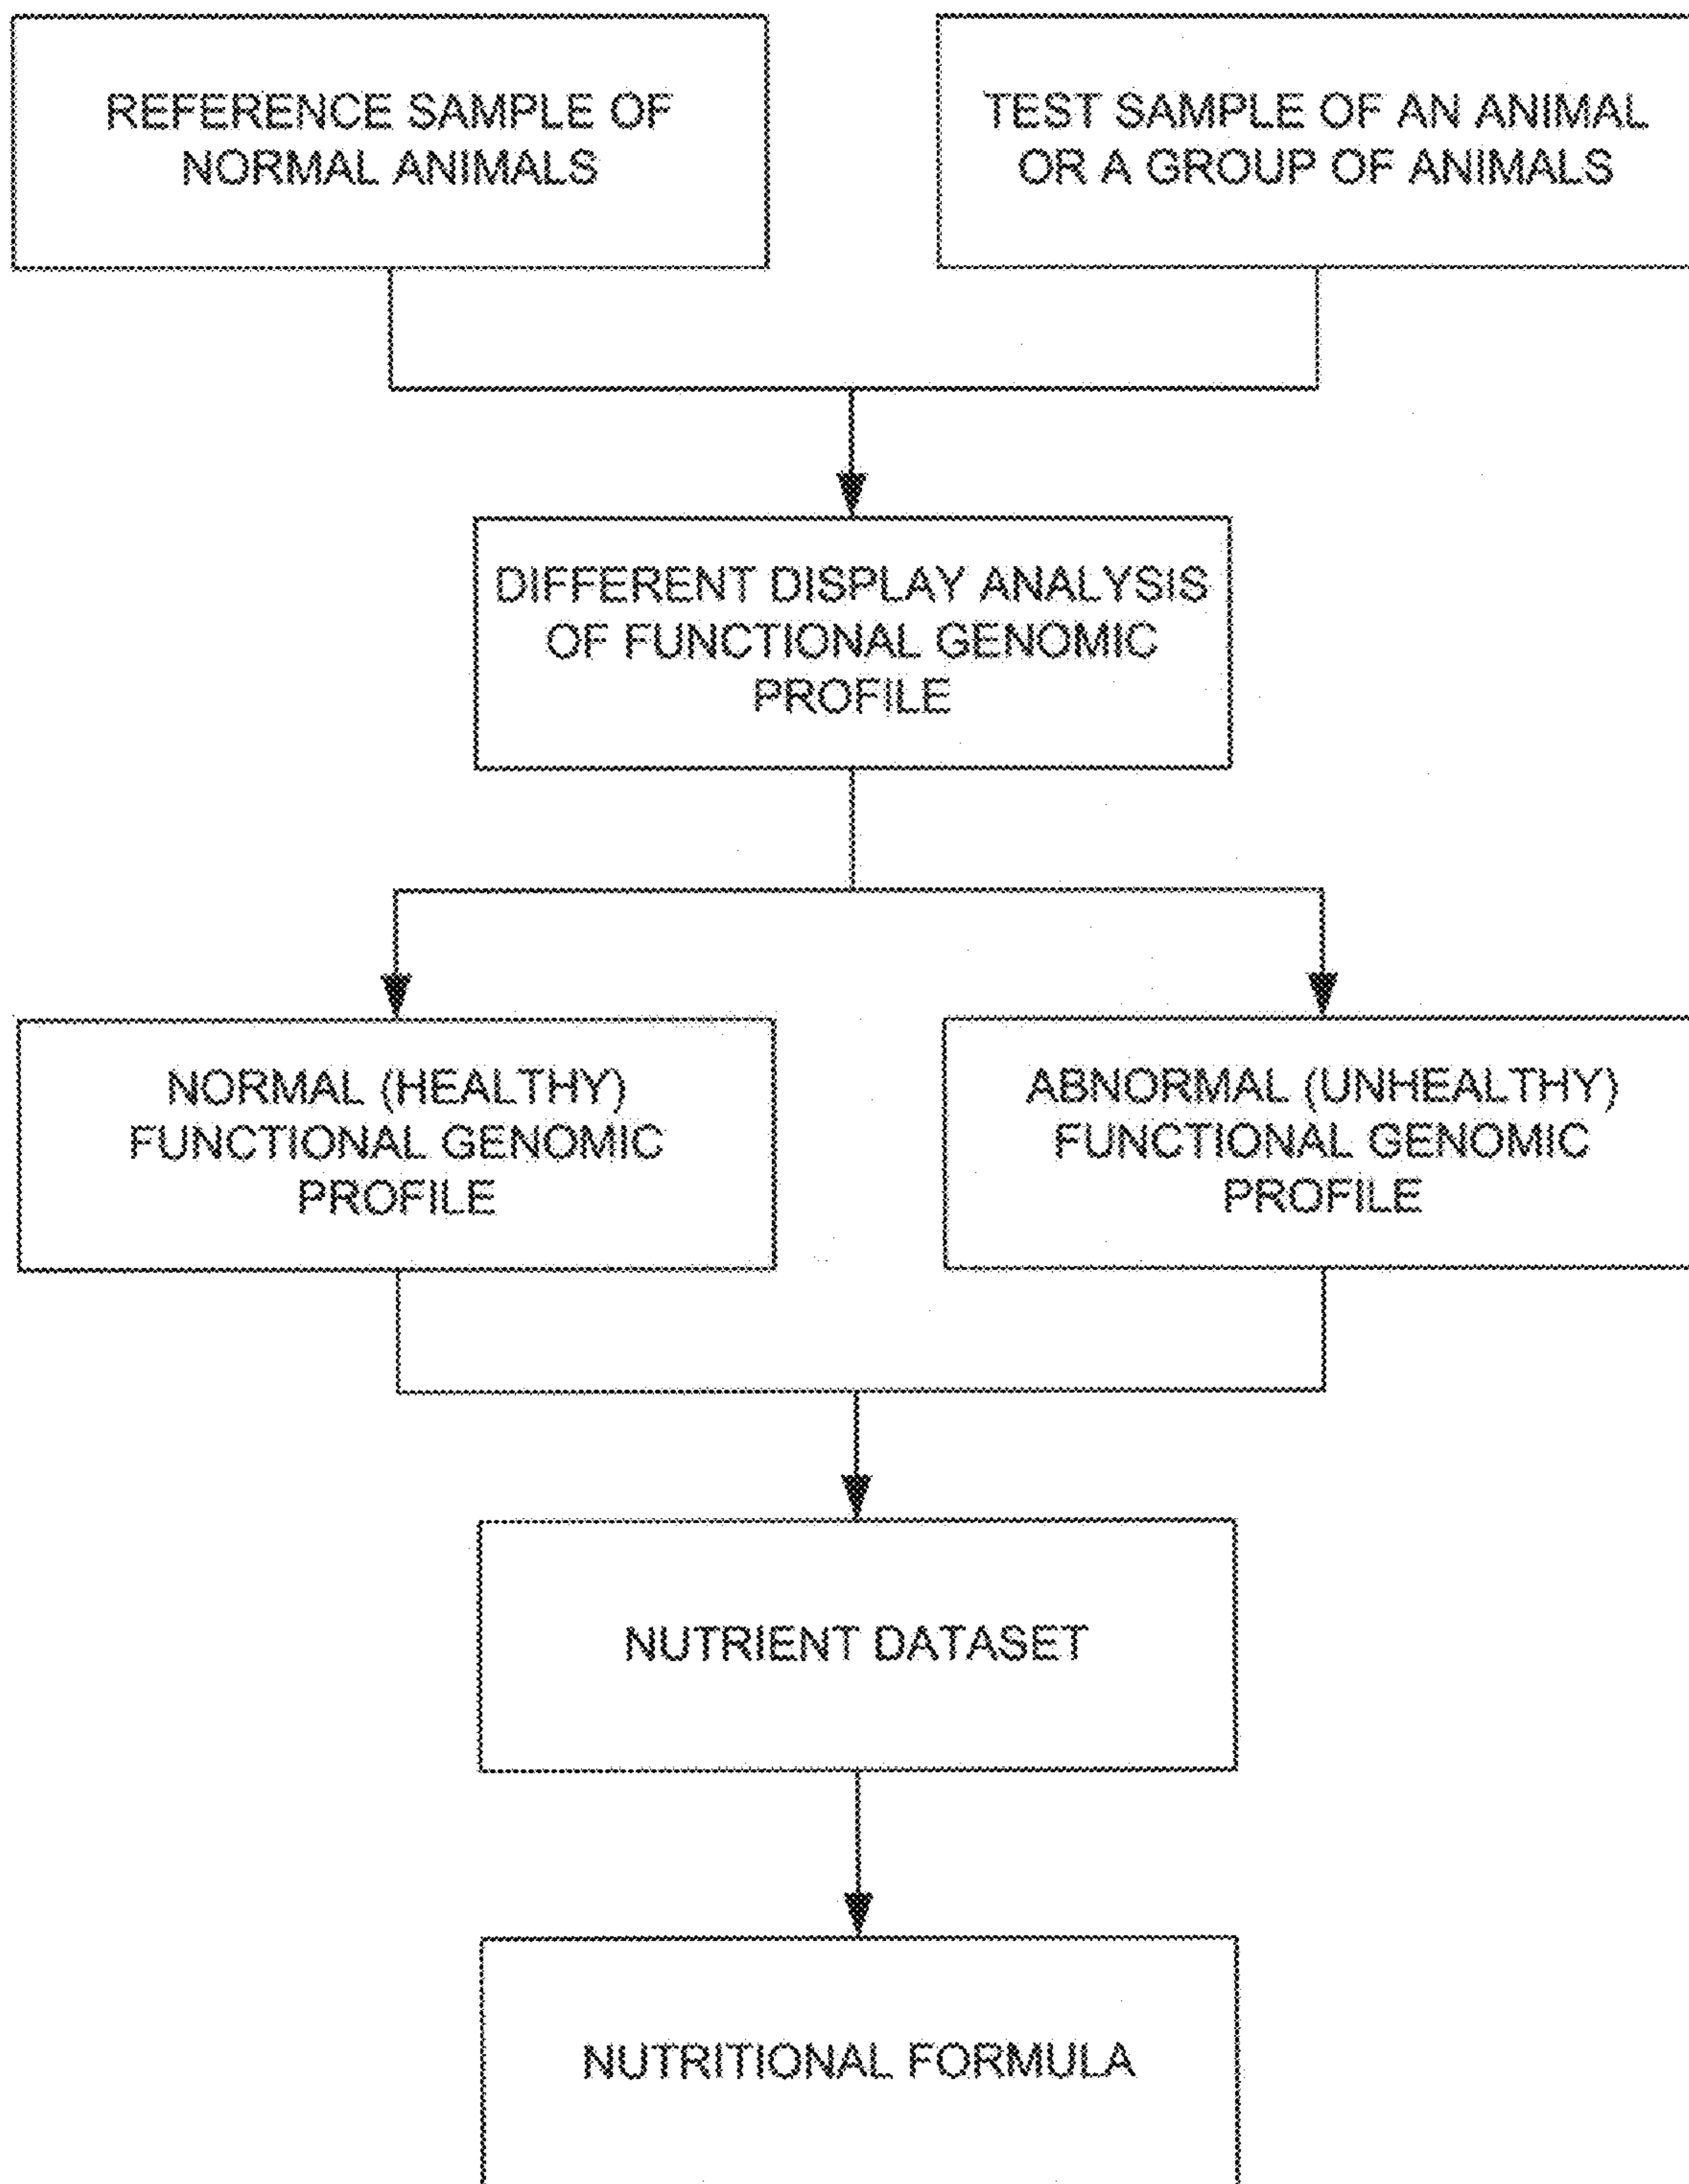 REFERENCE SAMPLE OF
NORMAL ANIMALS
TEST SAMPLE OF AN ANIMAL
OR A GROUP OF ANIMALS
DIFFERENT DISPLAY ANALYSIS
OF FUNCTIONAL GENOMIC
PROFILE
NORMAL (HEALTHY)
FUNCTIONAL GENOMIC
PROFILE
ABNORMAL (UNHEALTHY)
FUNCTIONAL GENOMIC
PROFILE
NUTRIENT DATASET
NUTRITIONAL FORMULA